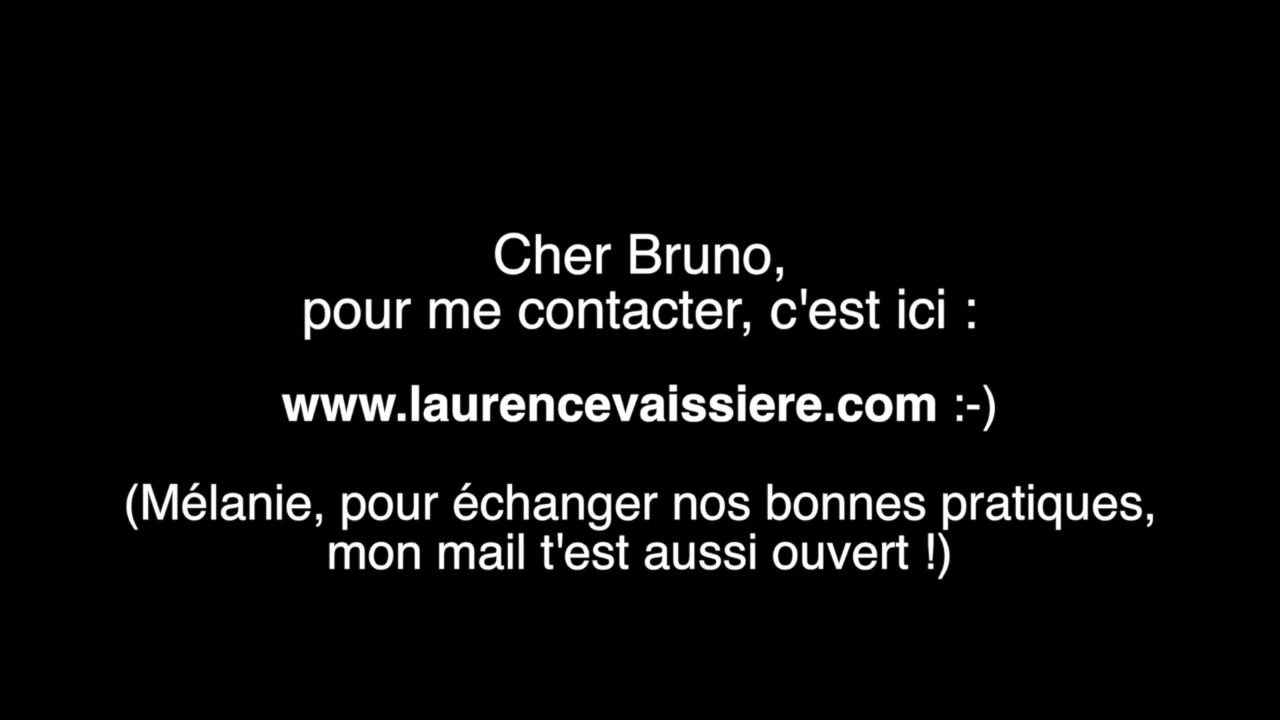 Cher Bruno,
pour me contacter, c'est ici :
www.laurencevaissiere.com :-)
(Mélanie, pour échanger nos bonnes pratiques,
mon mail t'est aussi ouvert !)